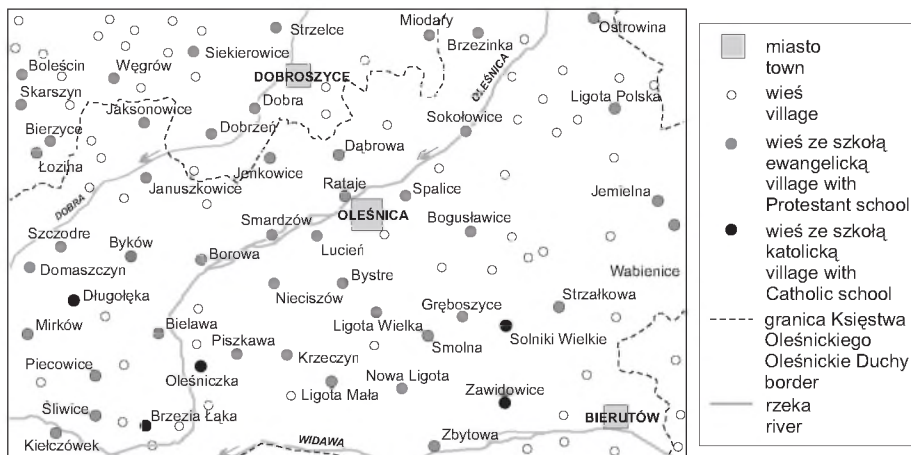 Strzelce
Miodary
Ostrowina
Siekierowice
Brzezinka
Boleścin
Węgrów
DOBROSZYCE
OLEŚNICA
Skarszyn
Dobra
Ligota Polska
Jaksonowice
Sokołowice
Bierzyce
Dobrzeń
Dąbrowa
Łozina
Jenkowice
Januszkowice
Rataje
Spalice
Jemielna
DOBRA
Smardzów
OLEŚNICA
Bogusławice
Szczodre
Byków
Borowa
Lucień
Domaszczyn
Bystre
Wabienice
Długołęka
Nieciszów
Gręboszyce
Strzałkowa
Mirków
Bielawa
Ligota Wielka
Solniki Wielkie
Piszkawa
Smolna
Piecowice
Krzeczyn
Oleśniczka
Nowa Ligota
Ligota Mała
Zawidowice
Śliwice
Brzezia Łąka
BIERUTÓW
Kiełczówek
WIDAWA
Zbytowa
miasto
town
wieś
village
wieś ze szkołą
ewangelicką
village with
Protestant school
wieś ze szkołą
katolicką
village with
Catholic school
granica Księstwa
Oleśnickiego
Oleśnickie Duchy
border
rzeka
river